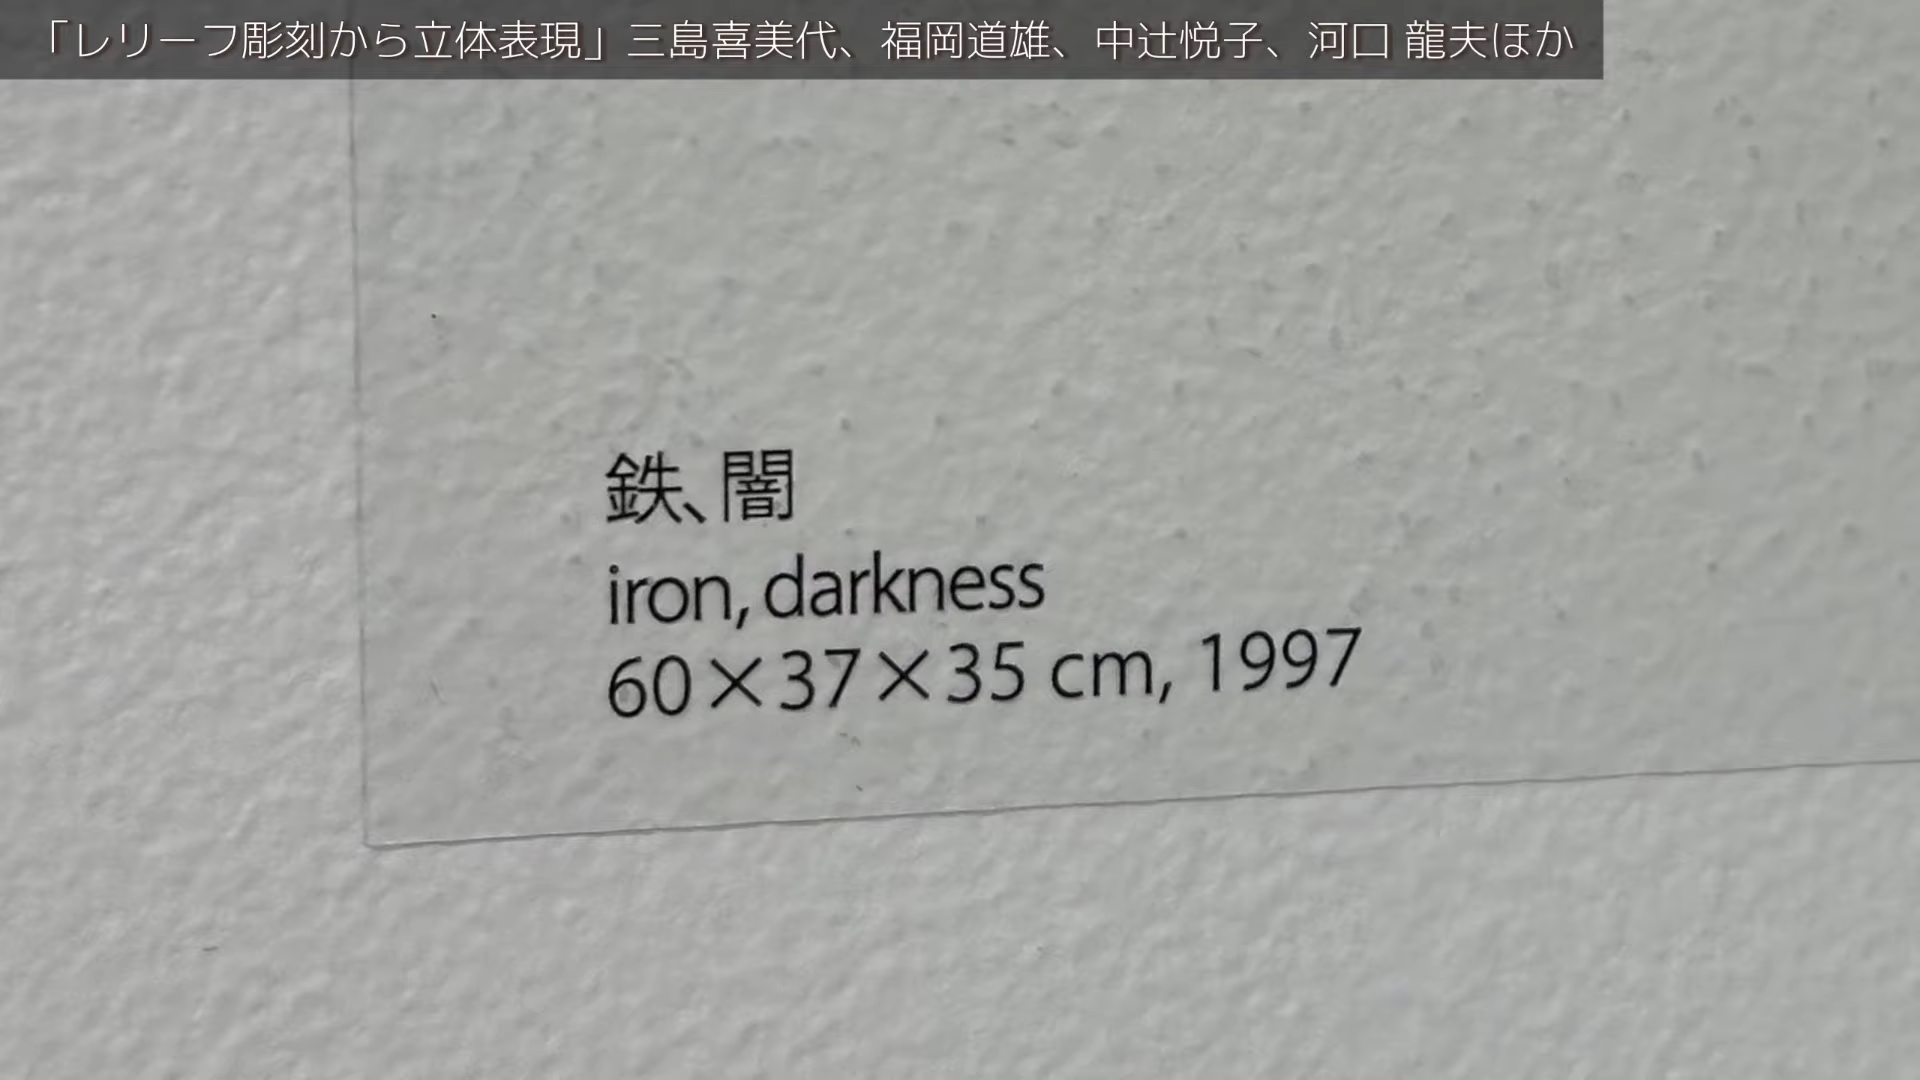 「レリーフ彫刻から立体表現」三島喜美代、福岡道雄、中辻悦子、河口 龍夫ほか
鉄、闇
iron, darkness
60×37×35 cm, 1997